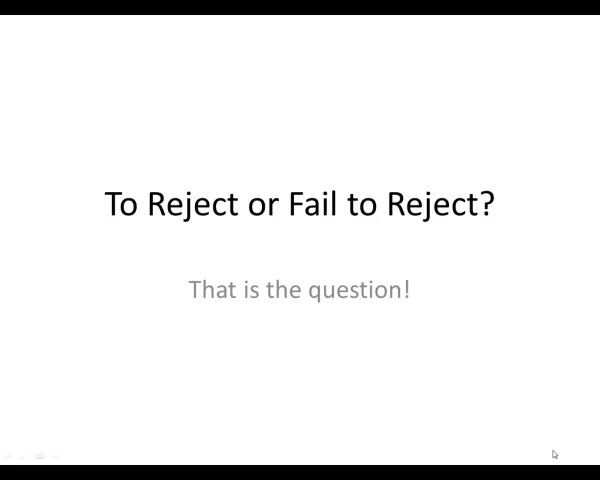 To Reject or Fail to Reject?
That is the question!